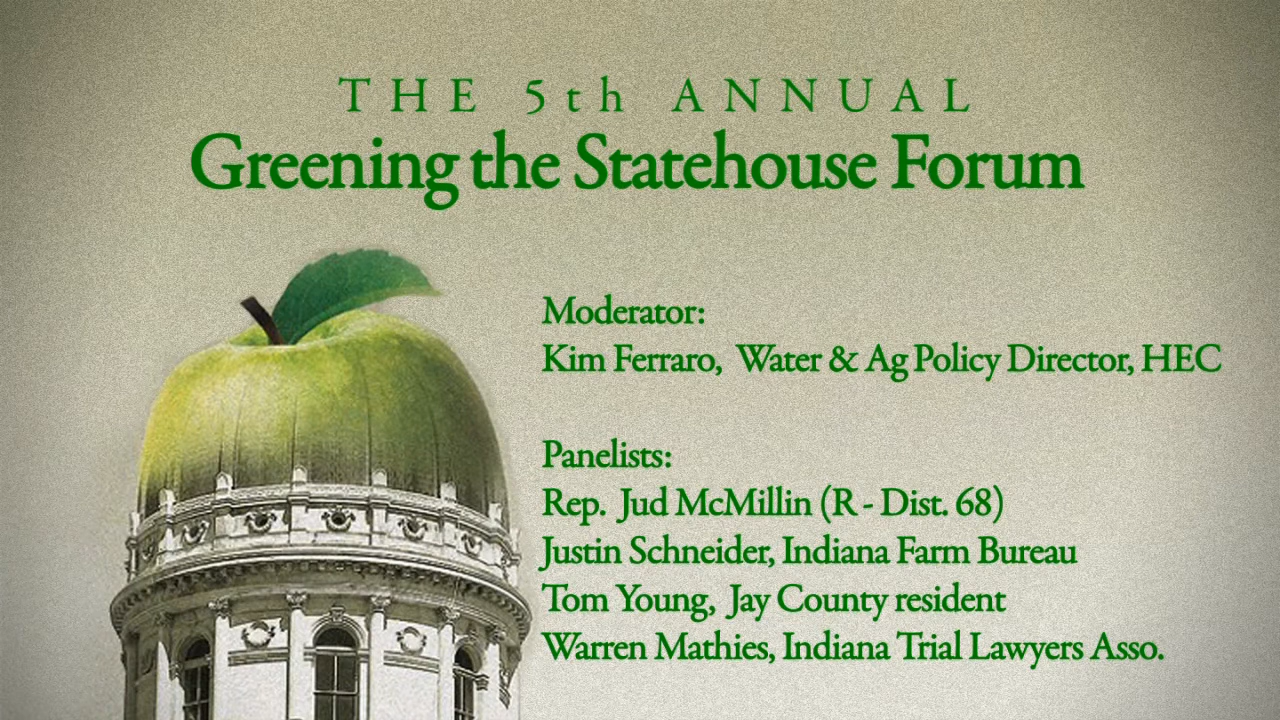 THE 5th ANNUAL
Greening the Statehouse Forum
Moderator:
Kim Ferraro, Water & Ag Policy Director, HEC
Panelists:
Rep. Jud McMillin (R - Dist. 68)
Justin Schneider, Indiana Farm Bureau
Tom Young, Jay County resident
Warren Mathies, Indiana Trial Lawyers Asso.